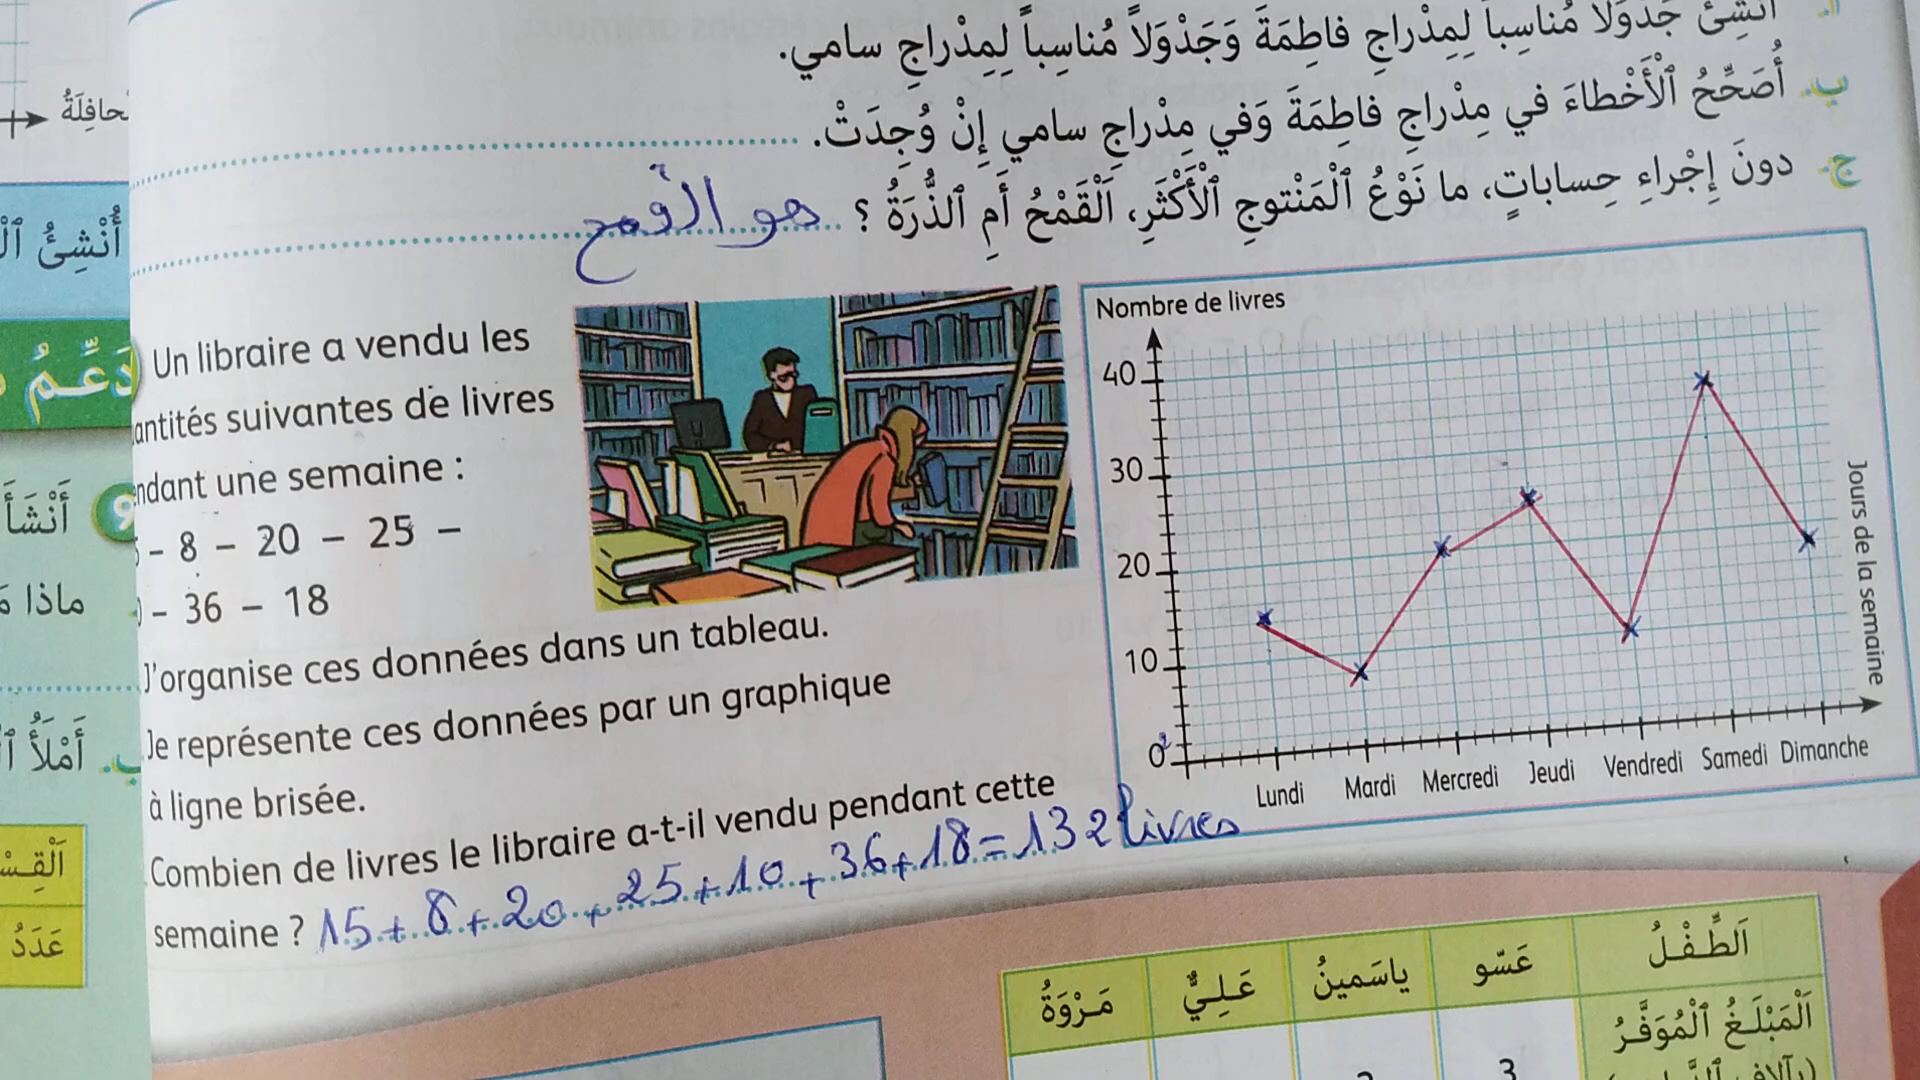 أُنْشِئُ جَدْوَلاً مُناسِباً لِمِدْراجِ فاطِمَةَ وَجَدْوَلاً مُناسِباً لِمِدْراجِ سامي.
ب. أُصَحِّحُ ٱلْأَخْطاءَ في مِدْراجِ فاطِمَةَ وَفي مِدْراجِ سامي إِنْ وُجِدَتْ.
ج. دونَ إِجْراءِ حِساباتٍ، ما نَوْعُ ٱلْمَنْتوجِ ٱلْأَكْثَرِ، اَلْقَمْحُ أَمِ ٱلذُّرَةُ ؟ هو القمح
أُنْشِئُ
Un libraire a vendu les
antités suivantes de livres
ndant une semaine :
- 8 - 20 - 25 -
- 36 - 18
J'organise ces données dans un tableau.
Je représente ces données par un graphique
à ligne brisée.
Combien de livres le libraire a-t-il vendu pendant cette
semaine ? 15 + 8 + 20 + 25 + 10 + 36 + 18 = 132 livres
Nombre de livres
40
30
20
10
0
Lundi Mardi Mercredi Jeudi Vendredi Samedi Dimanche
Jours de la semaine
9
ماذا
ب. أَمْلَأُ
عَدَدُ
اَلطِّفْلُ عَسّو ياسَمينُ عَلِيٌّ مَرْوَةُ
اَلْمَبْلَغُ ٱلْمُوَفَّرُ 3